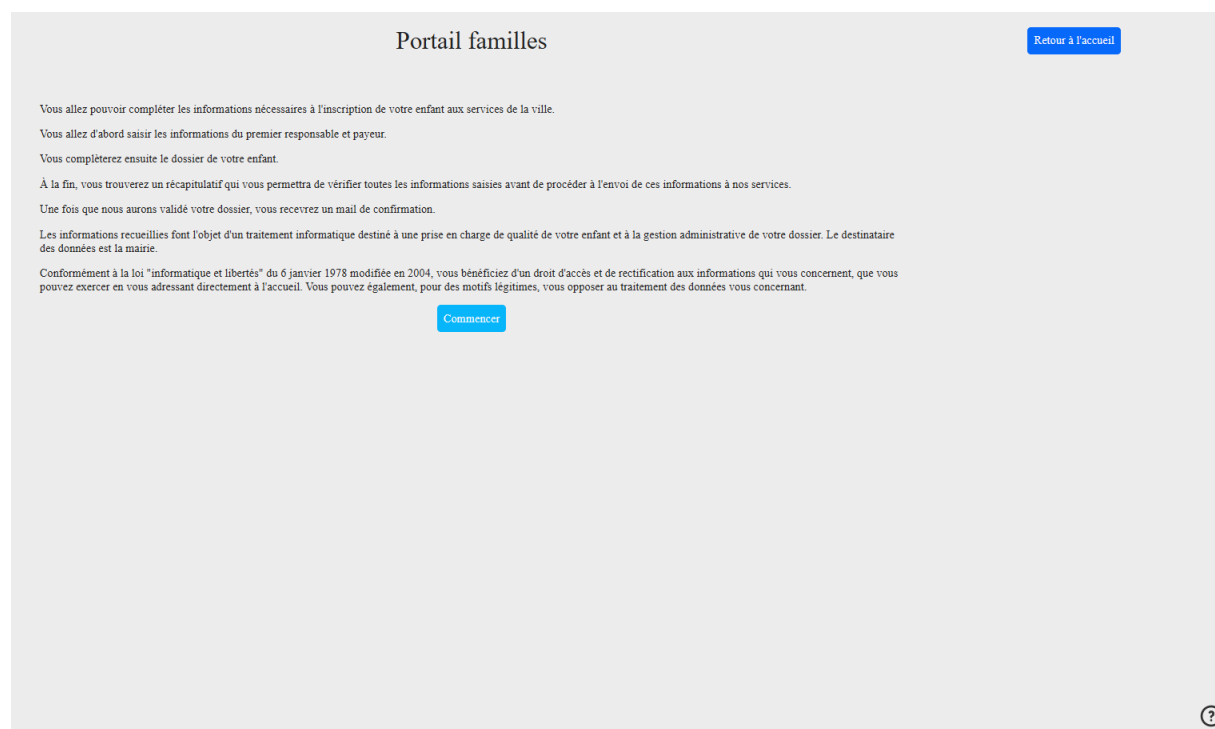 Portail familles
Retour à l'accueil
Vous allez pouvoir compléter les informations nécessaires à l'inscription de votre enfant aux services de la ville.
Vous allez d'abord saisir les informations du premier responsable et payeur.
Vous complèterez ensuite le dossier de votre enfant.
À la fin, vous trouverez un récapitulatif qui vous permettra de vérifier toutes les informations saisies avant de procéder à l'envoi de ces informations à nos services.
Une fois que nous aurons validé votre dossier, vous recevrez un mail de confirmation.
Les informations recueillies font l'objet d'un traitement informatique destiné à une prise en charge de qualité de votre enfant et à la gestion administrative de votre dossier. Le destinataire
des données est la mairie.
Conformément à la loi "informatique et libertés" du 6 janvier 1978 modifiée en 2004, vous bénéficiez d'un droit d'accès et de rectification aux informations qui vous concernent, que vous
pouvez exercer en vous adressant directement à l'accueil. Vous pouvez également, pour des motifs légitimes, vous opposer au traitement des données vous concernant.
Commencer
?